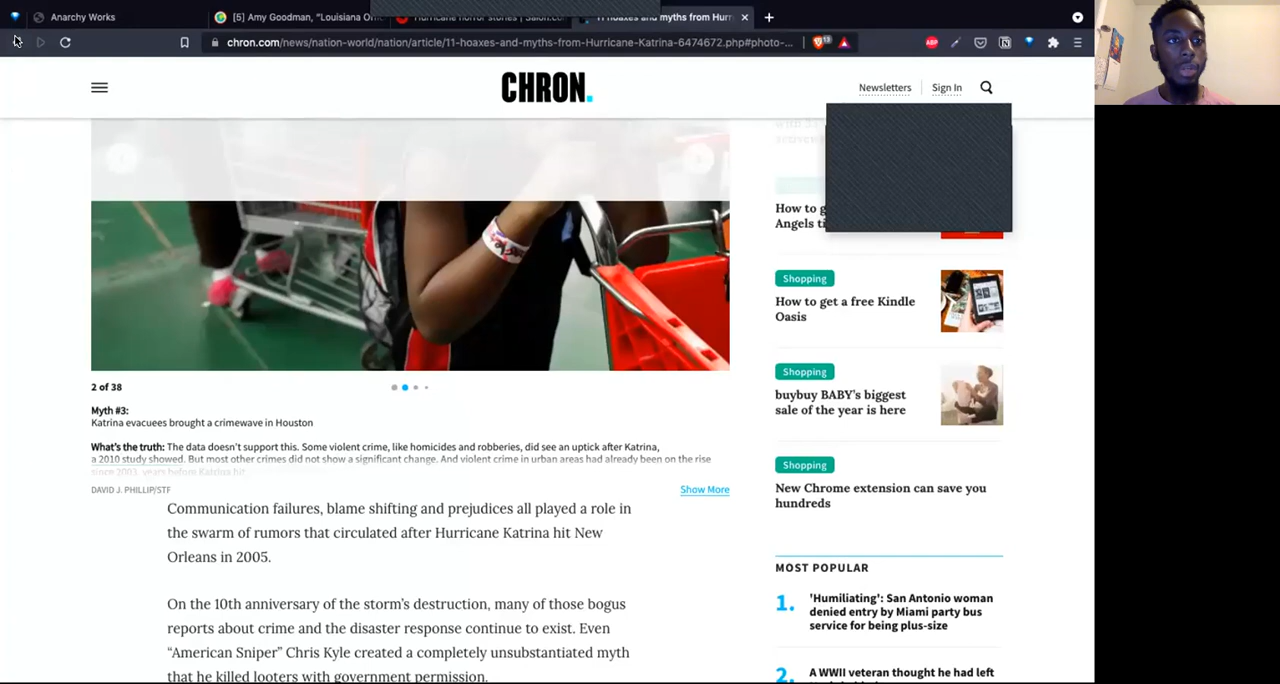 Anarchy Works
[5] Amy Goodman, "Louisiana Of
Hurricane horror stories | Salon.com
11 hoaxes and myths from Hurr
chron.com/news/nation-world/nation/article/11-hoaxes-and-myths-from-Hurricane-Katrina-6474672.php#photo-...
13
ABP
CHRON.
Newsletters
Sign In
How to g
Angels ti
Shopping
How to get a free Kindle
Oasis
Shopping
buybuy BABY's biggest
sale of the year is here
Shopping
New Chrome extension can save you
hundreds
2 of 38
Myth #3:
Katrina evacuees brought a crimewave in Houston
What's the truth: The data doesn't support this. Some violent crime, like homicides and robberies, did see an uptick after Katrina,
a 2010 study showed. But most other crimes did not show a significant change. And violent crime in urban areas had already been on the rise
since 2003, years before Katrina hit.
DAVID J. PHILLIP/STF
Show More
Communication failures, blame shifting and prejudices all played a role in
the swarm of rumors that circulated after Hurricane Katrina hit New
Orleans in 2005.
On the 10th anniversary of the storm's destruction, many of those bogus
reports about crime and the disaster response continue to exist. Even
"American Sniper" Chris Kyle created a completely unsubstantiated myth
that he killed looters with government permission.
MOST POPULAR
1.
'Humiliating': San Antonio woman
denied entry by Miami party bus
service for being plus-size
2.
A WWII veteran thought he had left